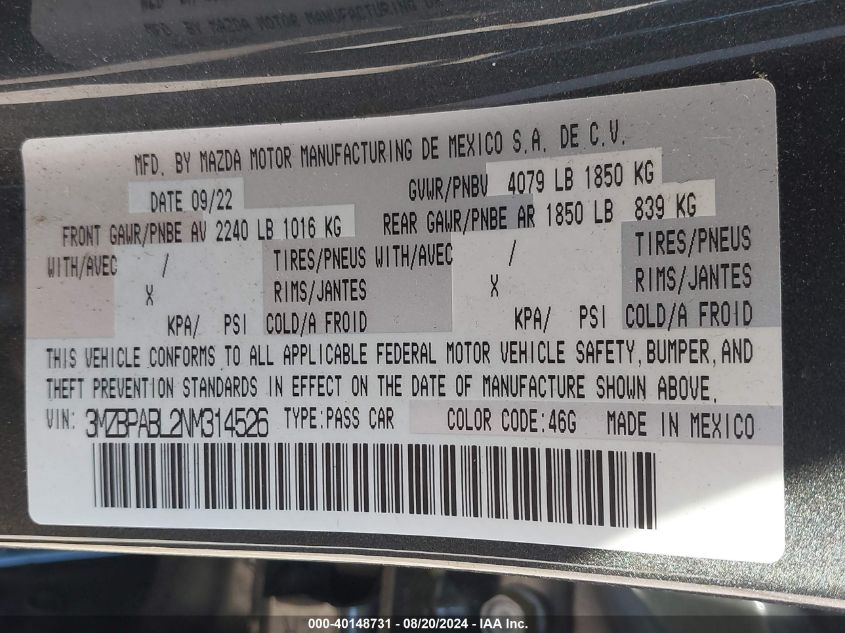 MAZDA MOTOR MANUFACTURING
MFD. BY MAZDA MOTOR MANUFACTURING DE MEXICO S.A. DE C.V.
DATE 09/22 GVWR/PNBV 4079 LB 1850 KG
FRONT GAWR/PNBE AV 2240 LB 1016 KG REAR GAWR/PNBE AR 1850 LB 839 KG
WITH/AVEC / TIRES/PNEUS WITH/AVEC / TIRES/PNEUS
X RIMS/JANTES X RIMS/JANTES
KPA/ PSI COLD/A FROID KPA/ PSI COLD/A FROID
THIS VEHICLE CONFORMS TO ALL APPLICABLE FEDERAL MOTOR VEHICLE SAFETY, BUMPER, AND
THEFT PREVENTION STANDARDS IN EFFECT ON THE DATE OF MANUFACTURE SHOWN ABOVE.
VIN: 3MZBPABL2NM314526 TYPE:PASS CAR COLOR CODE:46G MADE IN MEXICO
000-40148731 - 08/20/2024 - IAA Inc.